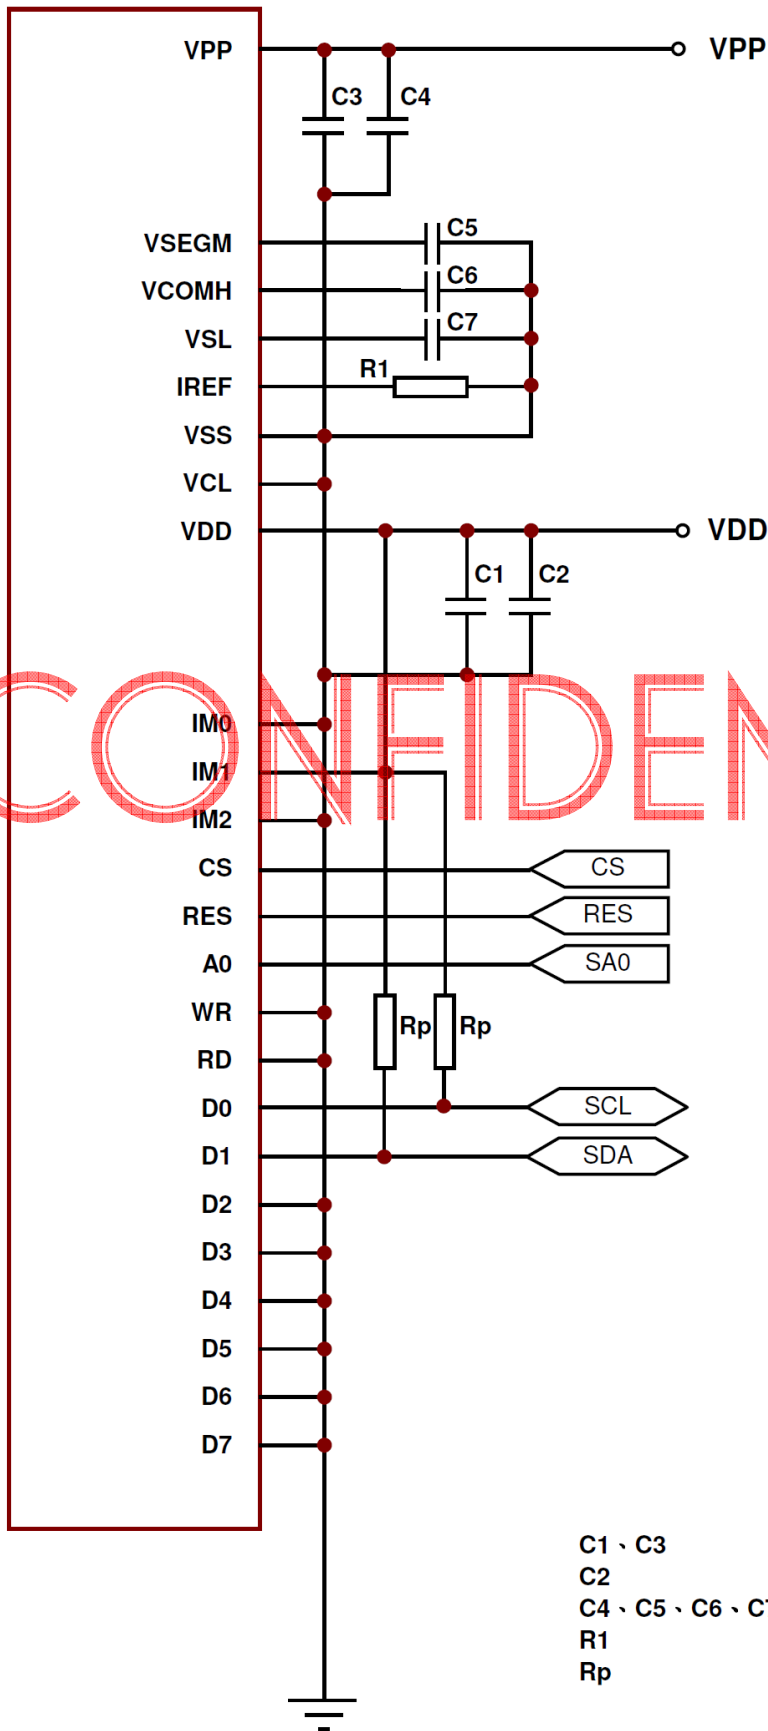 VPP
VPP
C3
C4
VSEGM
C5
VCOMH
C6
VSL
C7
IREF
R1
VSS
VCL
VDD
VDD
C1
C2
CONFIDEN
IM0
IM1
IM2
CS
CS
RES
RES
A0
SA0
WR
Rp
Rp
RD
D0
SCL
D1
SDA
D2
D3
D4
D5
D6
D7
C1、C3
C2
C4、C5、C6、C7
R1
Rp